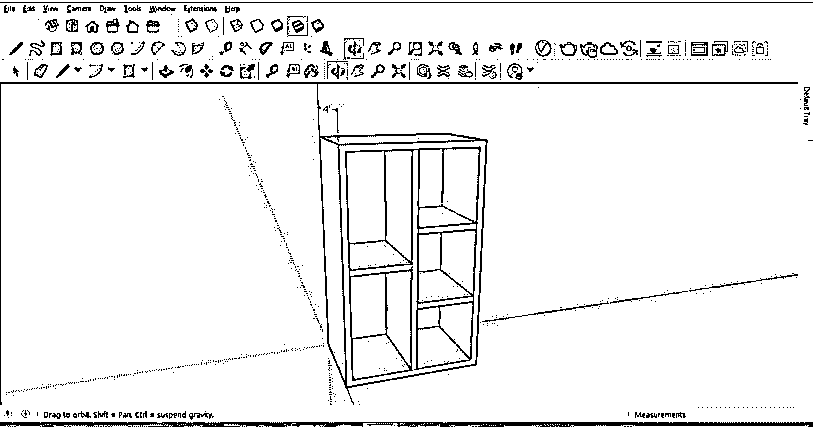 File Edit View Camera Draw Tools Window Extensions Help
4'
Default Tray
Drag to orbit. Shift = Pan, Ctrl = suspend gravity.
Measurements